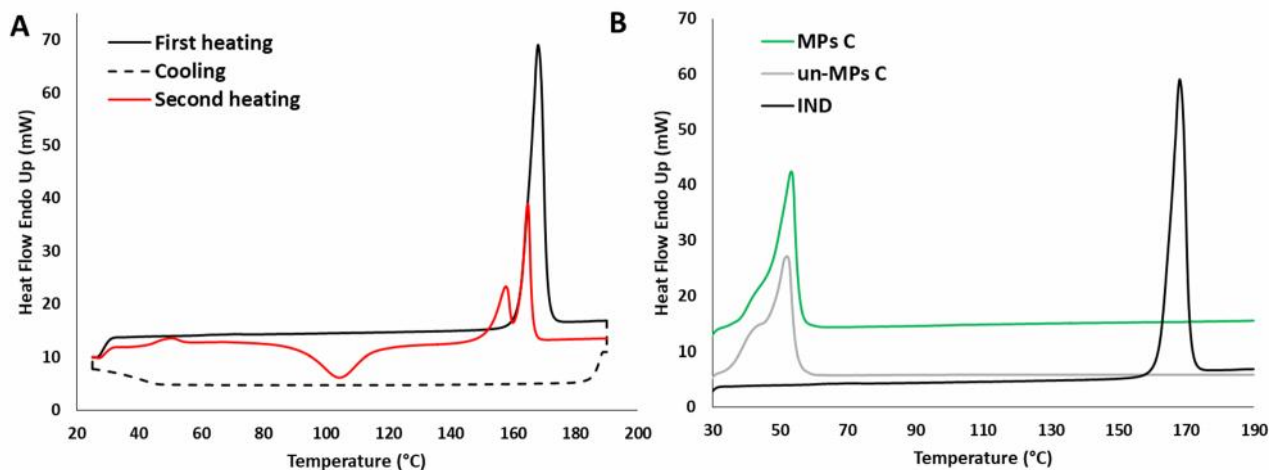 A
First heating
Cooling
Second heating
Heat Flow Endo Up (mW)
70
60
50
40
30
20
10
0
20 40 60 80 100 120 140 160 180 200
Temperature (°C)
B
MPs C
un-MPs C
IND
Heat Flow Endo Up (mW)
70
60
50
40
30
20
10
0
30 50 70 90 110 130 150 170 190
Temperature (°C)